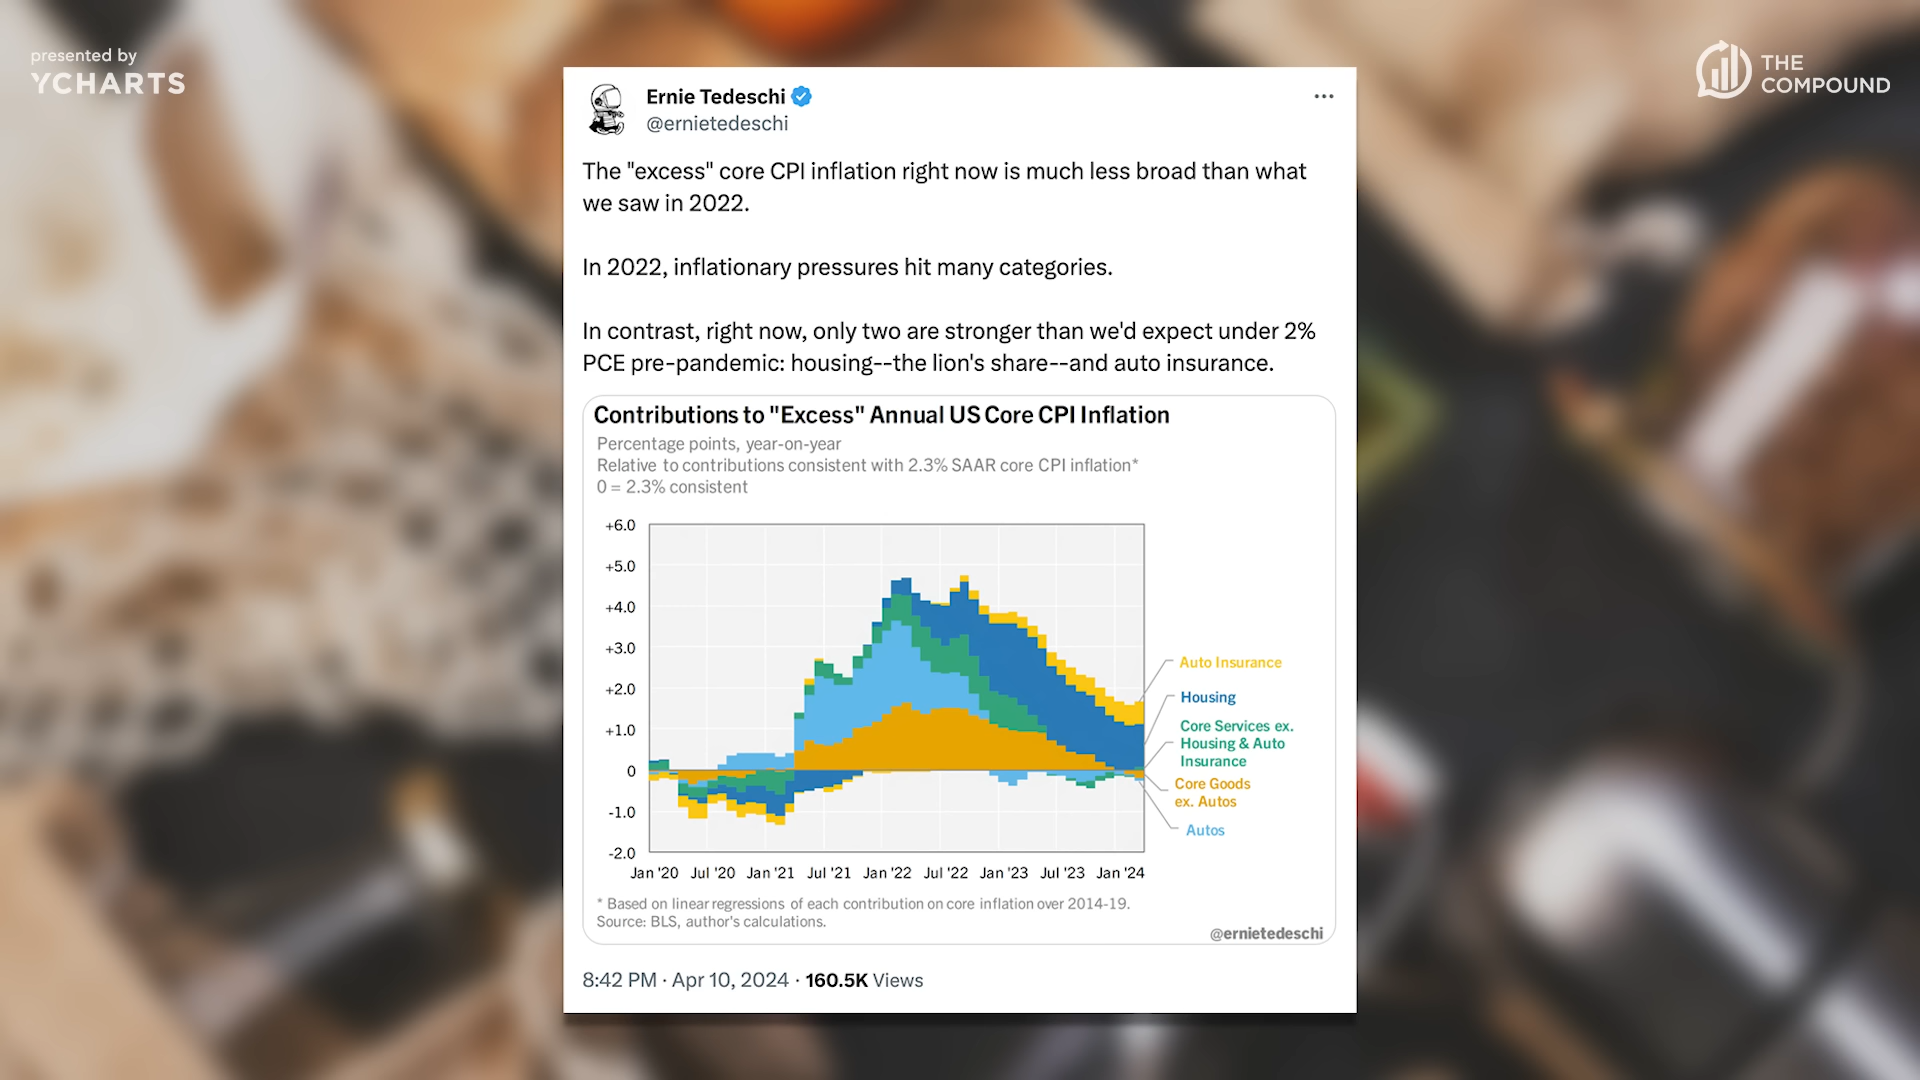 presented by
YCHARTS
THE
COMPOUND
Ernie Tedeschi
@ernietedeschi
The "excess" core CPI inflation right now is much less broad than what
we saw in 2022.
In 2022, inflationary pressures hit many categories.
In contrast, right now, only two are stronger than we'd expect under 2%
PCE pre-pandemic: housing--the lion's share--and auto insurance.
Contributions to "Excess" Annual US Core CPI Inflation
Percentage points, year-on-year
Relative to contributions consistent with 2.3% SAAR core CPI inflation*
0 = 2.3% consistent
+6.0
+5.0
+4.0
+3.0
+2.0
+1.0
0
-1.0
-2.0
Jan '20 Jul '20 Jan '21 Jul '21 Jan '22 Jul '22 Jan '23 Jul '23 Jan '24
Auto Insurance
Housing
Core Services ex.
Housing & Auto
Insurance
Core Goods
ex. Autos
Autos
* Based on linear regressions of each contribution on core inflation over 2014-19.
Source: BLS, author's calculations.
@ernietedeschi
8:42 PM · Apr 10, 2024 · 160.5K Views